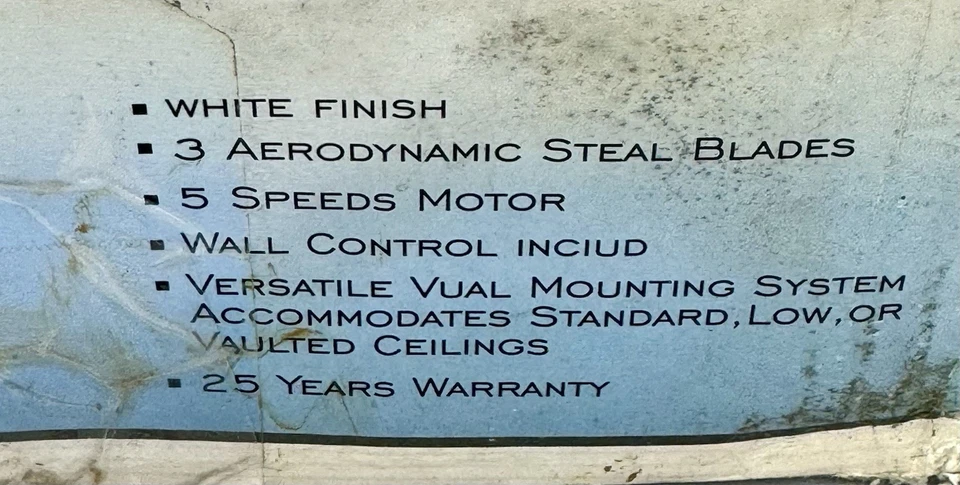 ▪ WHITE FINISH
▪ 3 AERODYNAMIC STEAL BLADES
▪ 5 SPEEDS MOTOR
▪ WALL CONTROL INCIUD
▪ VERSATILE VUAL MOUNTING SYSTEM
ACCOMMODATES STANDARD, LOW, OR
VAULTED CEILINGS
▪ 25 YEARS WARRANTY